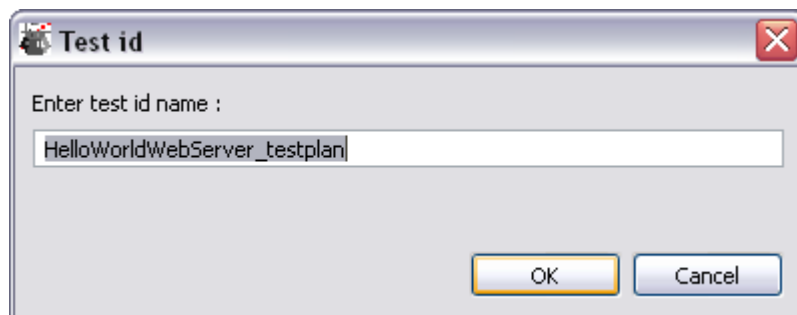 Test id
Enter test id name :
HelloWorldWebServer_testplan
OK Cancel